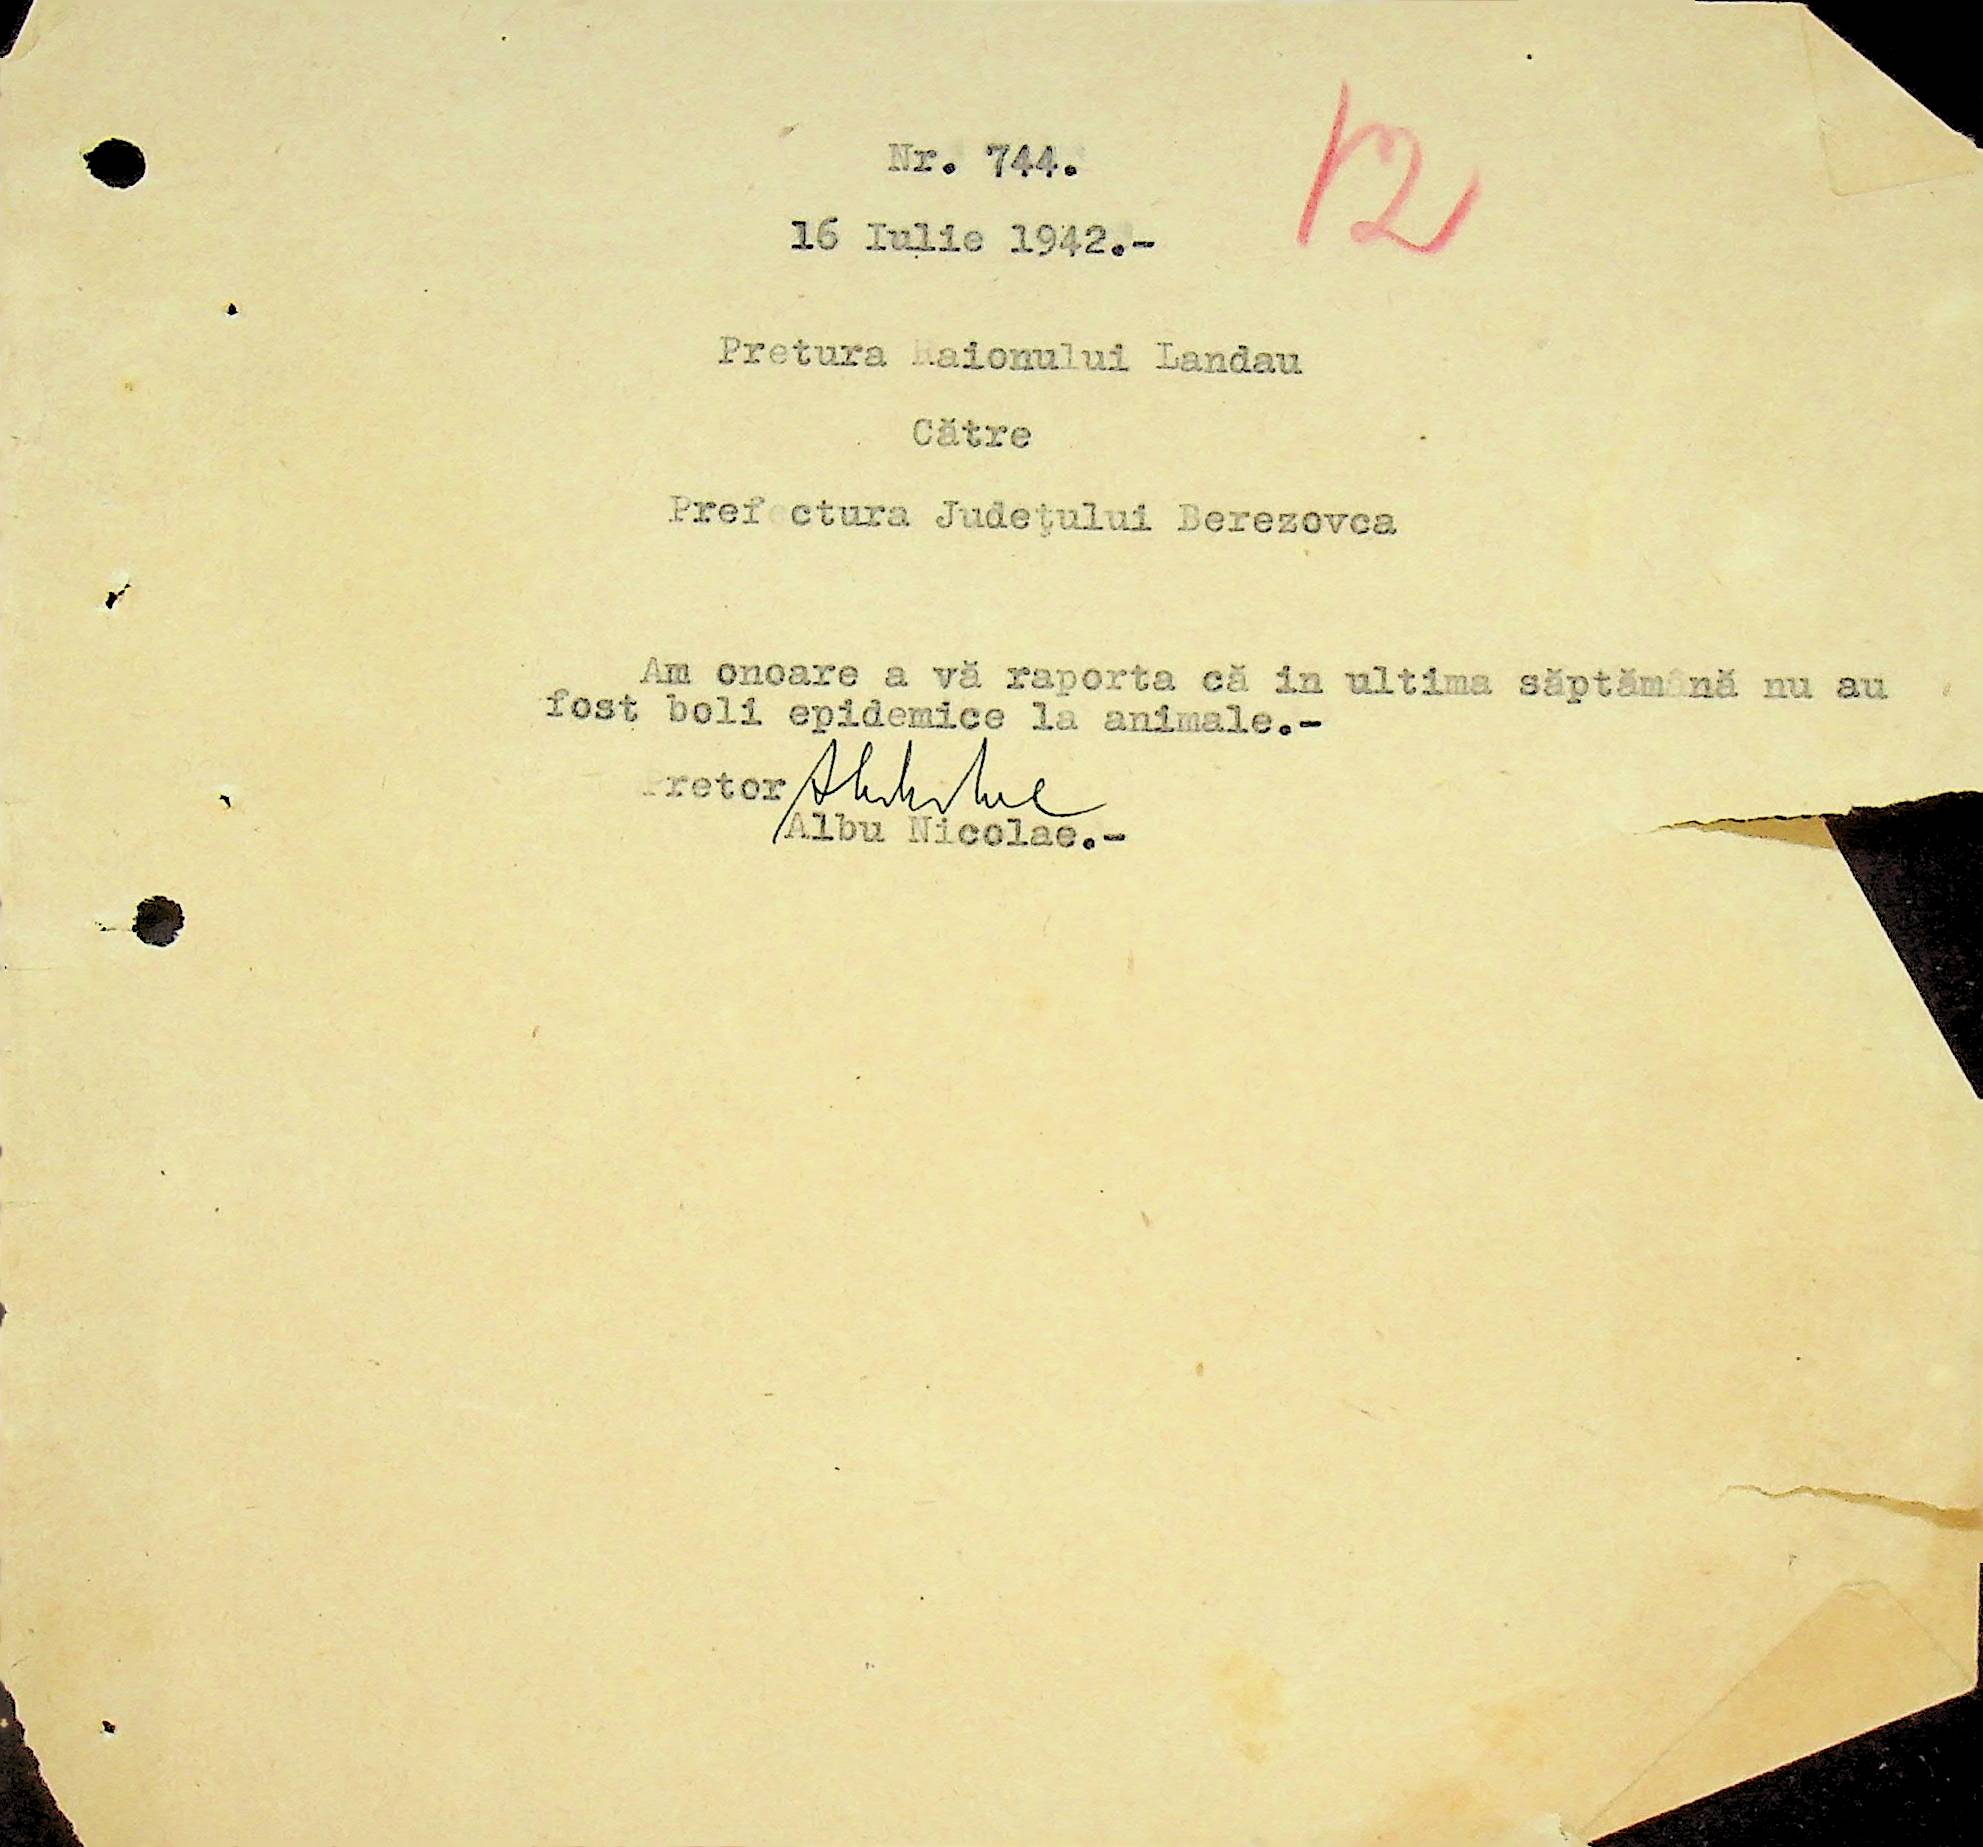 12
Nr. 744.
16 Iulie 1942.-
Pretura Raionului Landau
Către
Prefectura Județului Berezovca
Am onoare a vă raporta că in ultima săptămână nu au
fost boli epidemice la animale.-
Pretor
Albu Nicolae.-